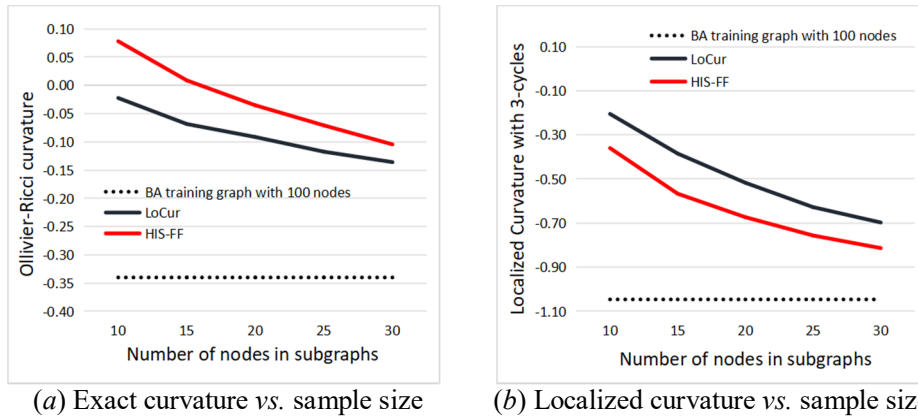 0.10
0.05
0.00
-0.05
-0.10
-0.15
-0.20
-0.25
-0.30
-0.35
-0.40
Ollivier-Ricci curvature
BA training graph with 100 nodes
LoCur
HIS-FF
10 15 20 25 30
Number of nodes in subgraphs
(a) Exact curvature vs. sample size
0.10
-0.10
-0.30
-0.50
-0.70
-0.90
-1.10
Localized Curvature with 3-cycles
BA training graph with 100 nodes
LoCur
HIS-FF
10 15 20 25 30
Number of nodes in subgraphs
(b) Localized curvature vs. sample siz